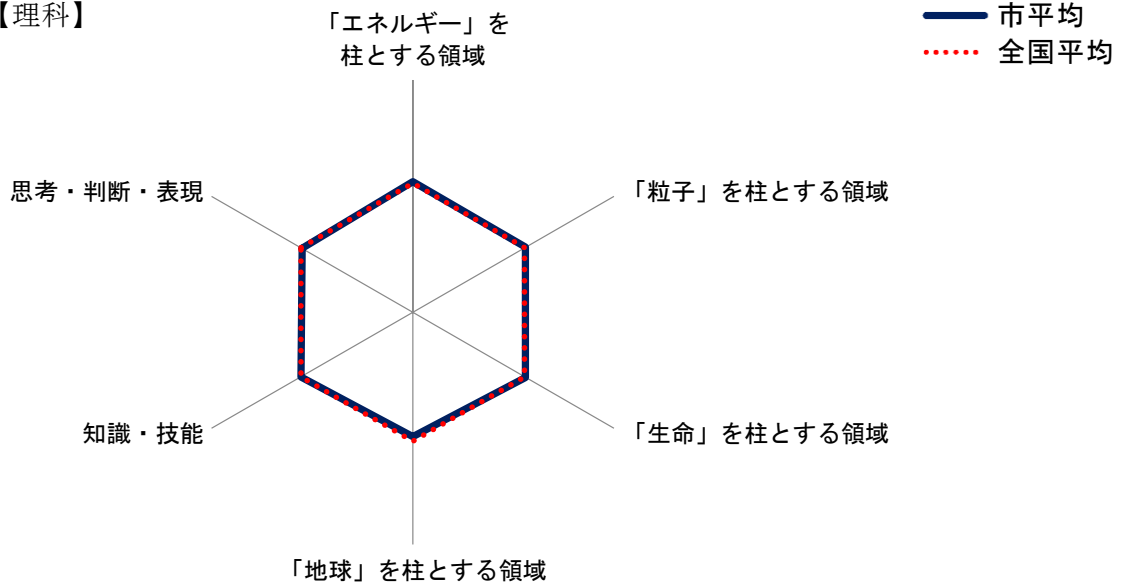 【理科】
市平均
全国平均
「エネルギー」を
柱とする領域
「粒子」を柱とする領域
「生命」を柱とする領域
「地球」を柱とする領域
知識・技能
思考・判断・表現